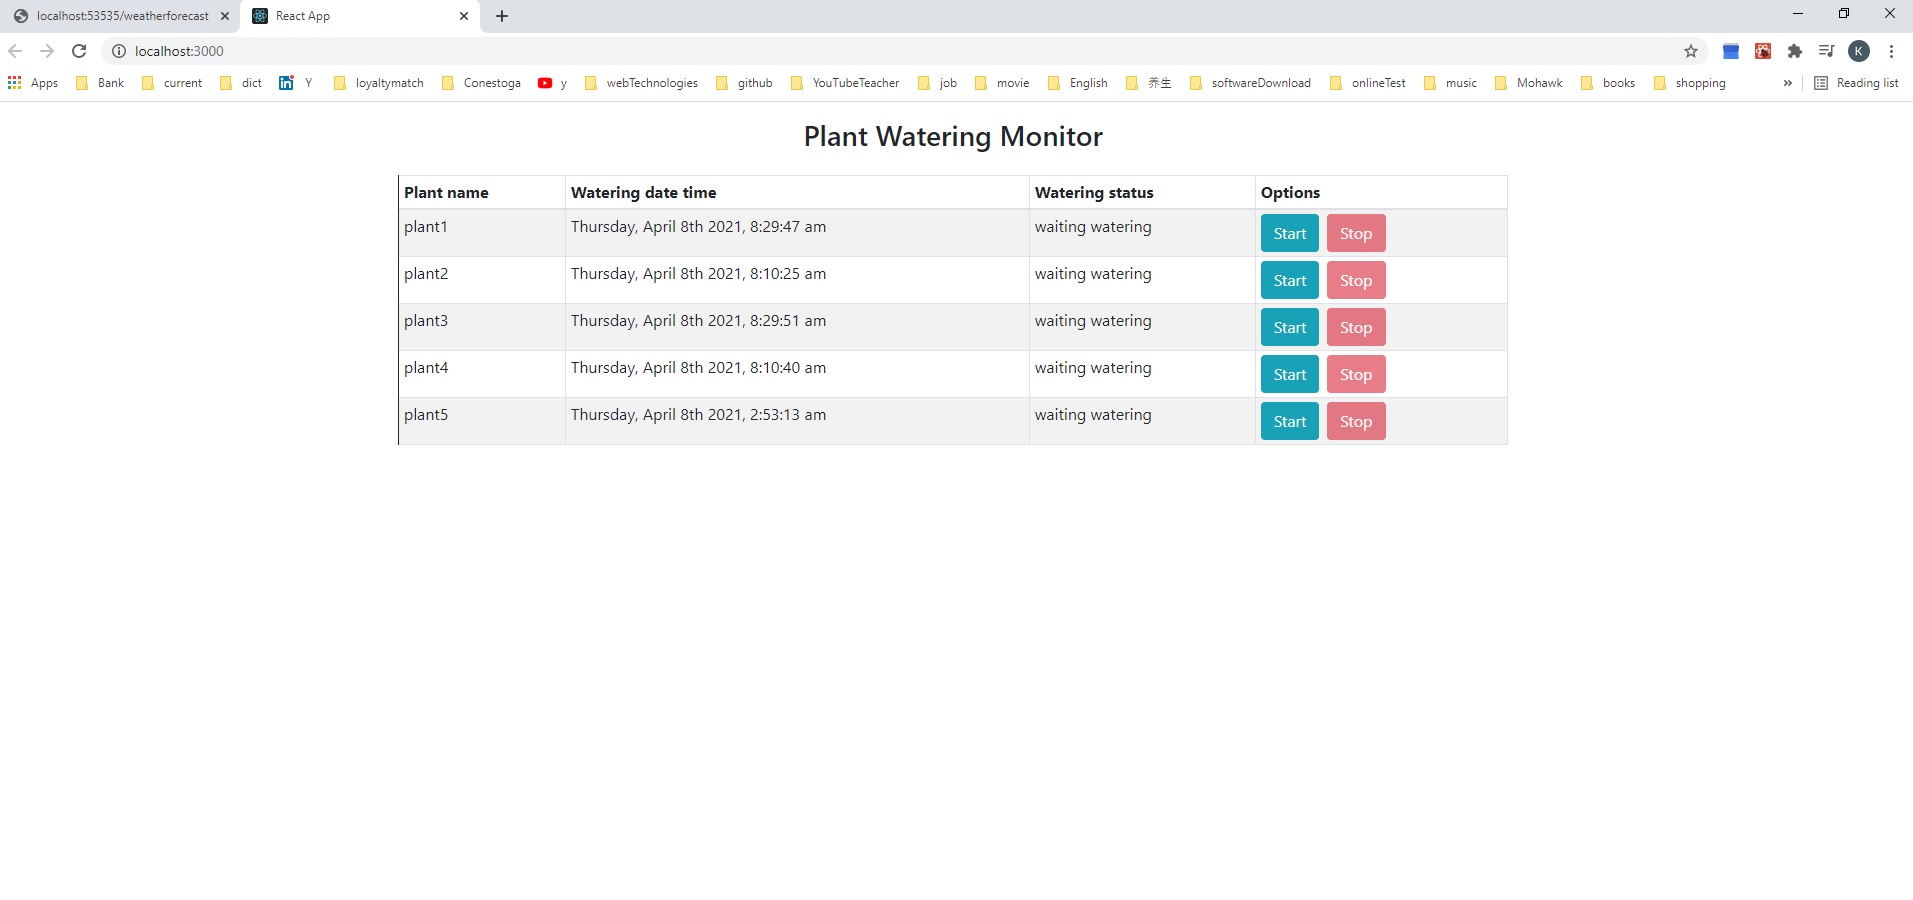 localhost:53535/weatherforecast React App
localhost:3000 K
Apps Bank current dict in Y loyaltymatch Conestoga y webTechnologies github YouTubeTeacher job movie English 养生 softwareDownload onlineTest music Mohawk books shopping » Reading list
Plant Watering Monitor
Plant name Watering date time Watering status Options
plant1 Thursday, April 8th 2021, 8:29:47 am waiting watering Start Stop
plant2 Thursday, April 8th 2021, 8:10:25 am waiting watering Start Stop
plant3 Thursday, April 8th 2021, 8:29:51 am waiting watering Start Stop
plant4 Thursday, April 8th 2021, 8:10:40 am waiting watering Start Stop
plant5 Thursday, April 8th 2021, 2:53:13 am waiting watering Start Stop